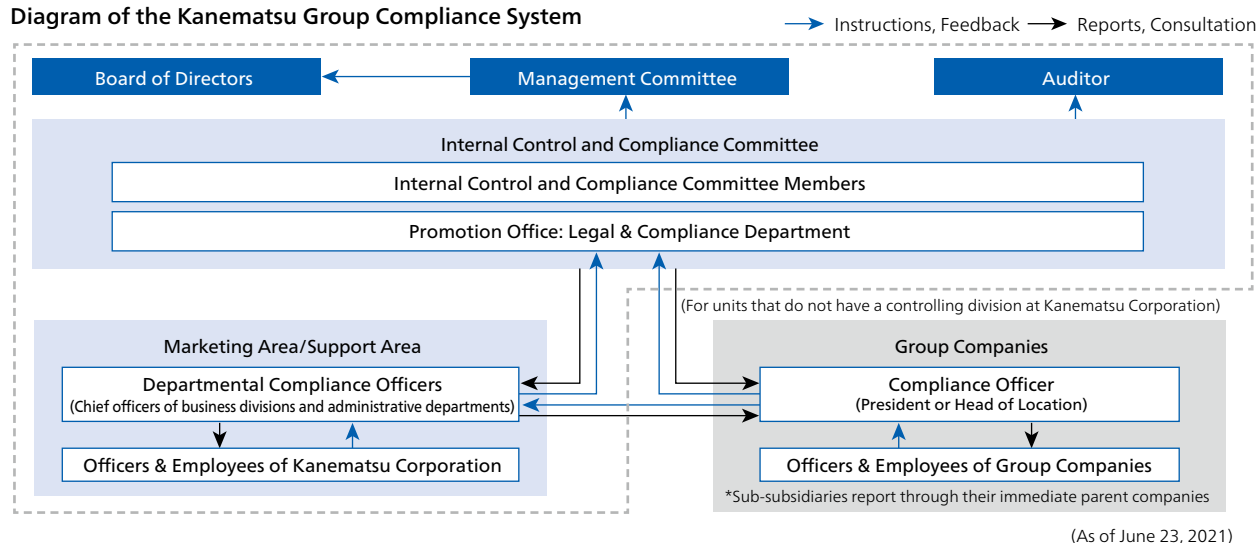 Diagram of the Kanematsu Group Compliance System
Instructions, Feedback
Reports, Consultation
Board of Directors
Management Committee
Auditor
Internal Control and Compliance Committee
Internal Control and Compliance Committee Members
Promotion Office: Legal & Compliance Department
(For units that do not have a controlling division at Kanematsu Corporation)
Marketing Area/Support Area
Departmental Compliance Officers
(Chief officers of business divisions and administrative departments)
Officers & Employees of Kanematsu Corporation
Group Companies
Compliance Officer
(President or Head of Location)
Officers & Employees of Group Companies
*Sub-subsidiaries report through their immediate parent companies
(As of June 23, 2021)